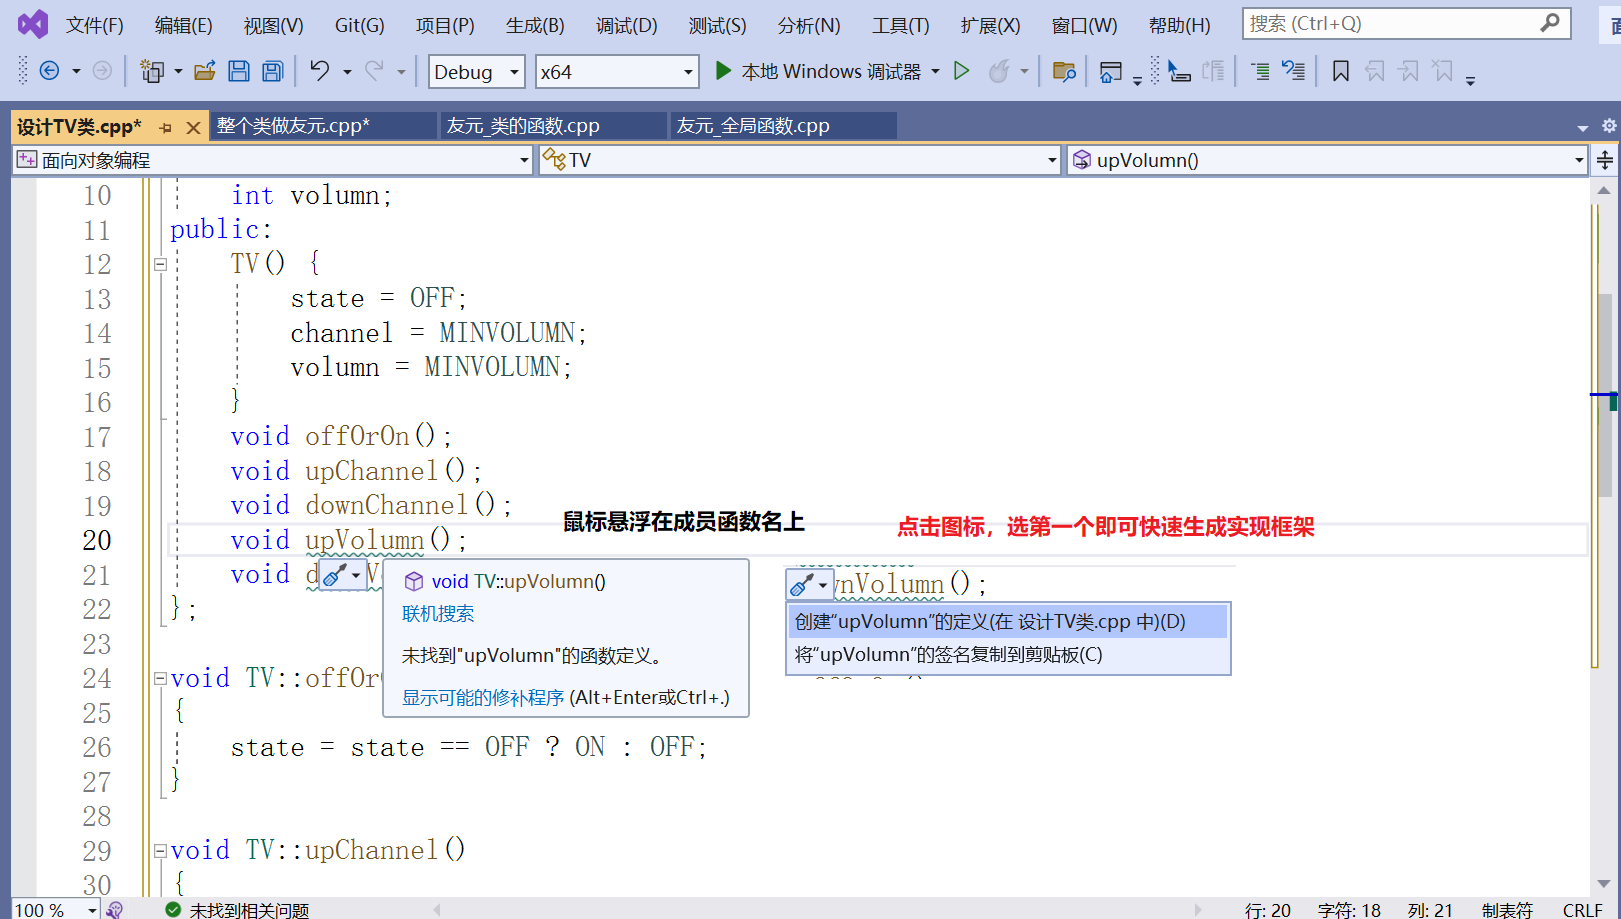 文件(F) 编辑(E) 视图(V) Git(G) 项目(P) 生成(B) 调试(D) 测试(S) 分析(N) 工具(T) 扩展(X) 窗口(W) 帮助(H) 搜索 (Ctrl+Q)
Debug x64 本地 Windows 调试器
设计TV类.cpp* 整个类做友元.cpp* 友元_类的函数.cpp 友元_全局函数.cpp
面向对象编程 TV upVolumn()
10 int volumn;
11 public:
12 TV() {
13 state = OFF;
14 channel = MINVOLUMN;
15 volumn = MINVOLUMN;
16 }
17 void offOrOn();
18 void upChannel();
19 void downChannel();
鼠标悬浮在成员函数名上 点击图标，选第一个即可快速生成实现框架
20 void upVolumn();
21 void d
22 };
void TV::upVolumn()
联机搜索
未找到"upVolumn"的函数定义。
显示可能的修补程序 (Alt+Enter或Ctrl+.)
nVolumn();
创建“upVolumn”的定义(在 设计TV类.cpp 中)(D)
将“upVolumn”的签名复制到剪贴板(C)
23
24 void TV::offOr
25 {
26 state = state == OFF ? ON : OFF;
27 }
28
29 void TV::upChannel()
30 {
100 % 未找到相关问题 行: 20 字符: 18 列: 21 制表符 CRLF